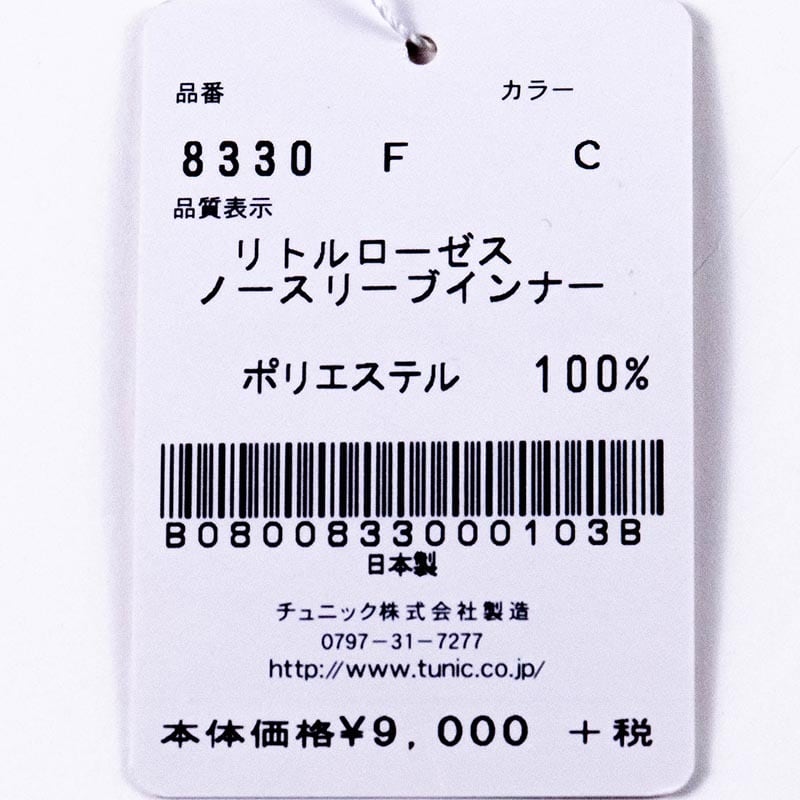 品番 カラー
8330 F C
品質表示
リトルローゼス
ノースリーブインナー
ポリエステル 100%
B0800833000103B
日本製
チュニック株式会社製造
0797-31-7277
http://www.tunic.co.jp/
本体価格¥9,000 +税